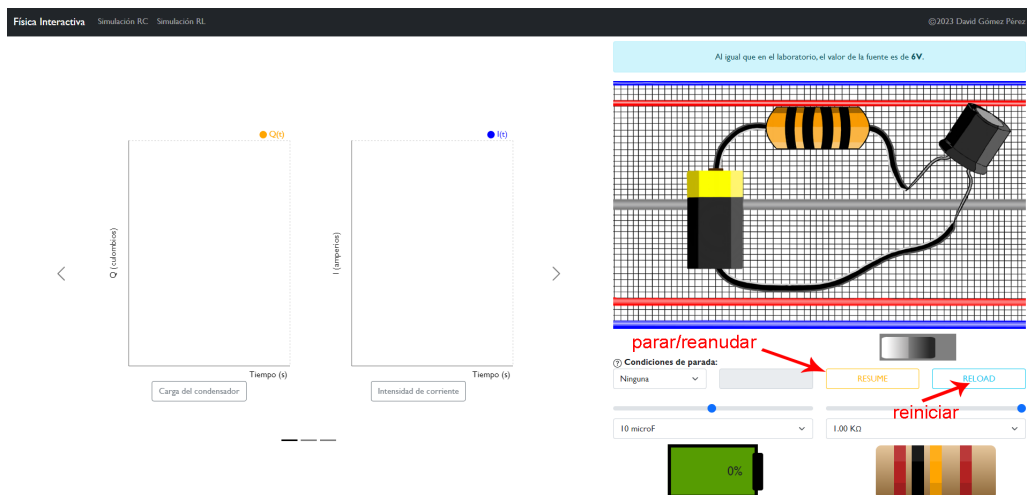 Física Interactiva Simulación RC Simulación RL ©2023 David Gómez Pérez
Al igual que en el laboratorio, el valor de la fuente es de 6V.
Q(t)
Q (culombios)
Tiempo (s)
Carga del condensador
I(t)
I (amperios)
Tiempo (s)
Intensidad de corriente
parar/reanudar
? Condiciones de parada:
Ninguna
RESUME
RELOAD
reiniciar
10 microF
1.00 KΩ
0%